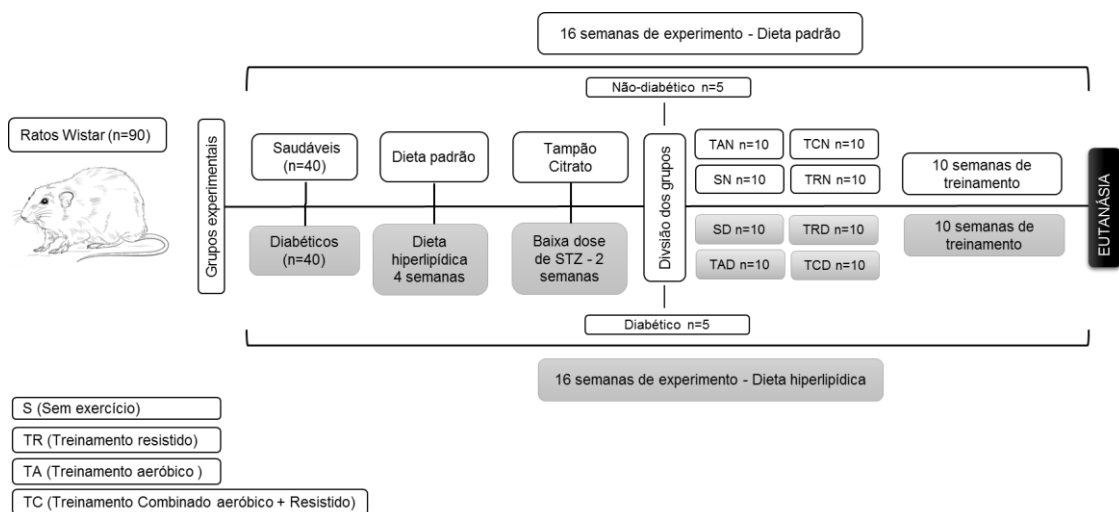 16 semanas de experimento - Dieta padrão
Não-diabético n=5
Ratos Wistar (n=90)
Grupos experimentais
Saudáveis
(n=40)
Dieta padrão
Tampão
Citrato
Divsião dos grupos
TAN n=10
TCN n=10
SN n=10
TRN n=10
10 semanas de
treinamento
EUTANÁSIA
Diabéticos
(n=40)
Dieta
hiperlipídica
4 semanas
Baixa dose
de STZ - 2
semanas
SD n=10
TRD n=10
TAD n=10
TCD n=10
10 semanas de
treinamento
Diabético n=5
16 semanas de experimento - Dieta hiperlipídica
S (Sem exercício)
TR (Treinamento resistido)
TA (Treinamento aeróbico )
TC (Treinamento Combinado aeróbico + Resistido)